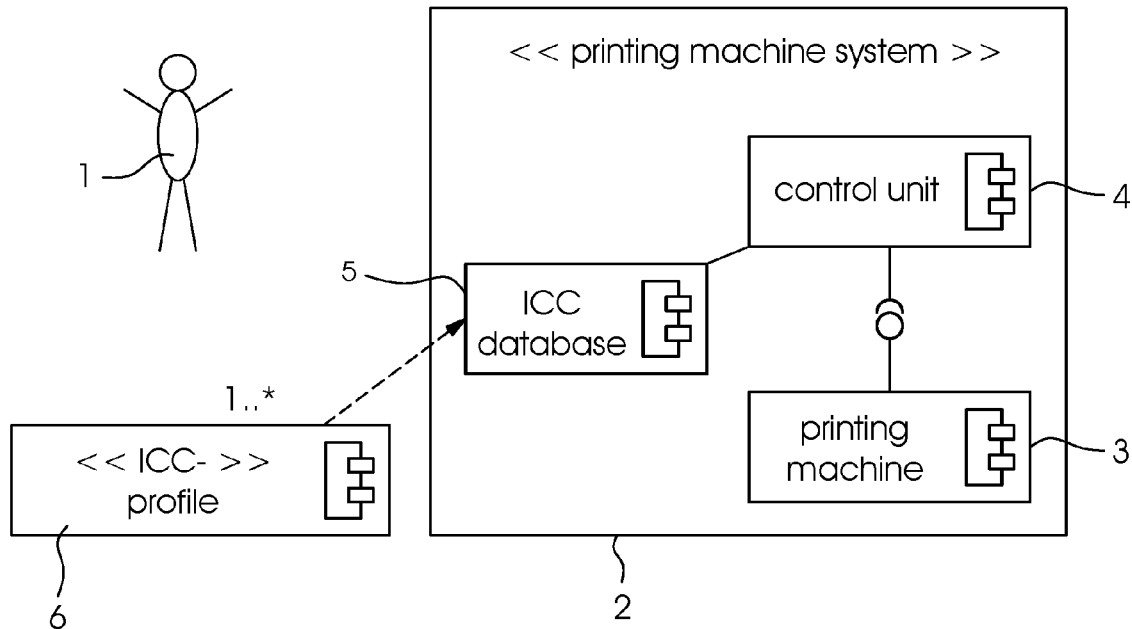 << printing machine system >>
1
control unit
4
5
ICC
database
1..*
printing
machine
3
<< ICC- >>
profile
6
2